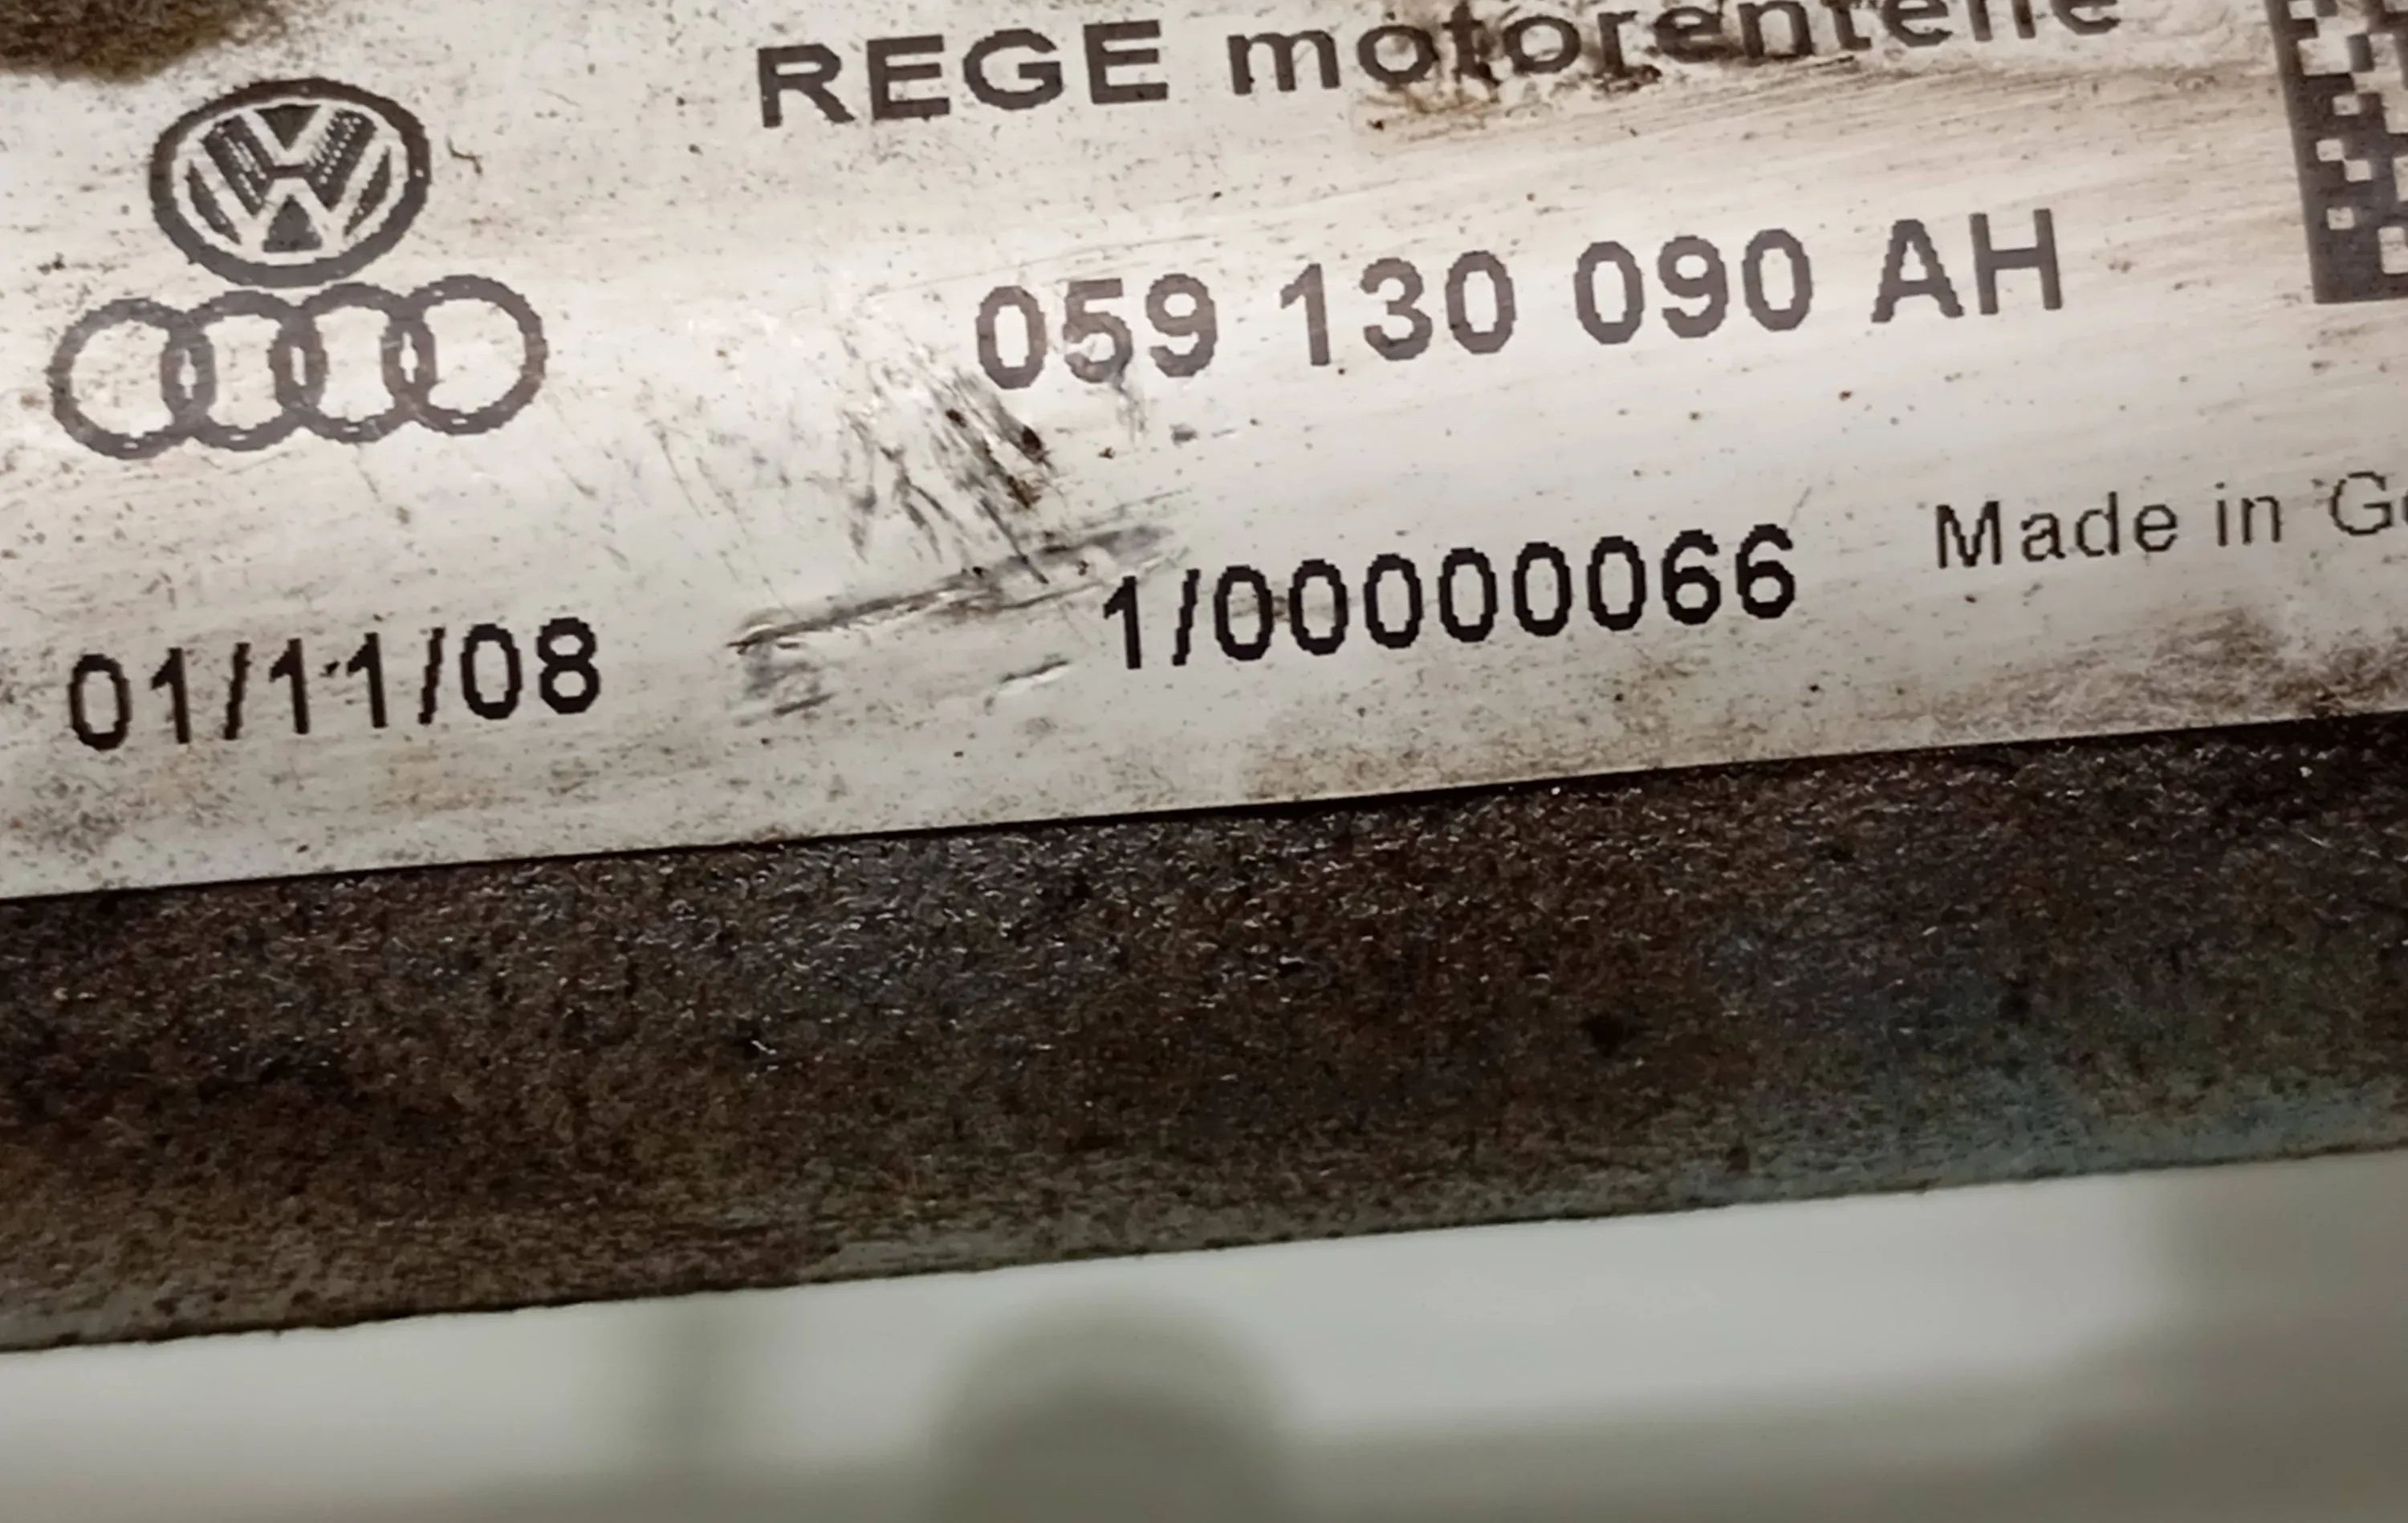 REGE motorenteile
059 130 090 AH
Made in G
01/11/08 1/00000066